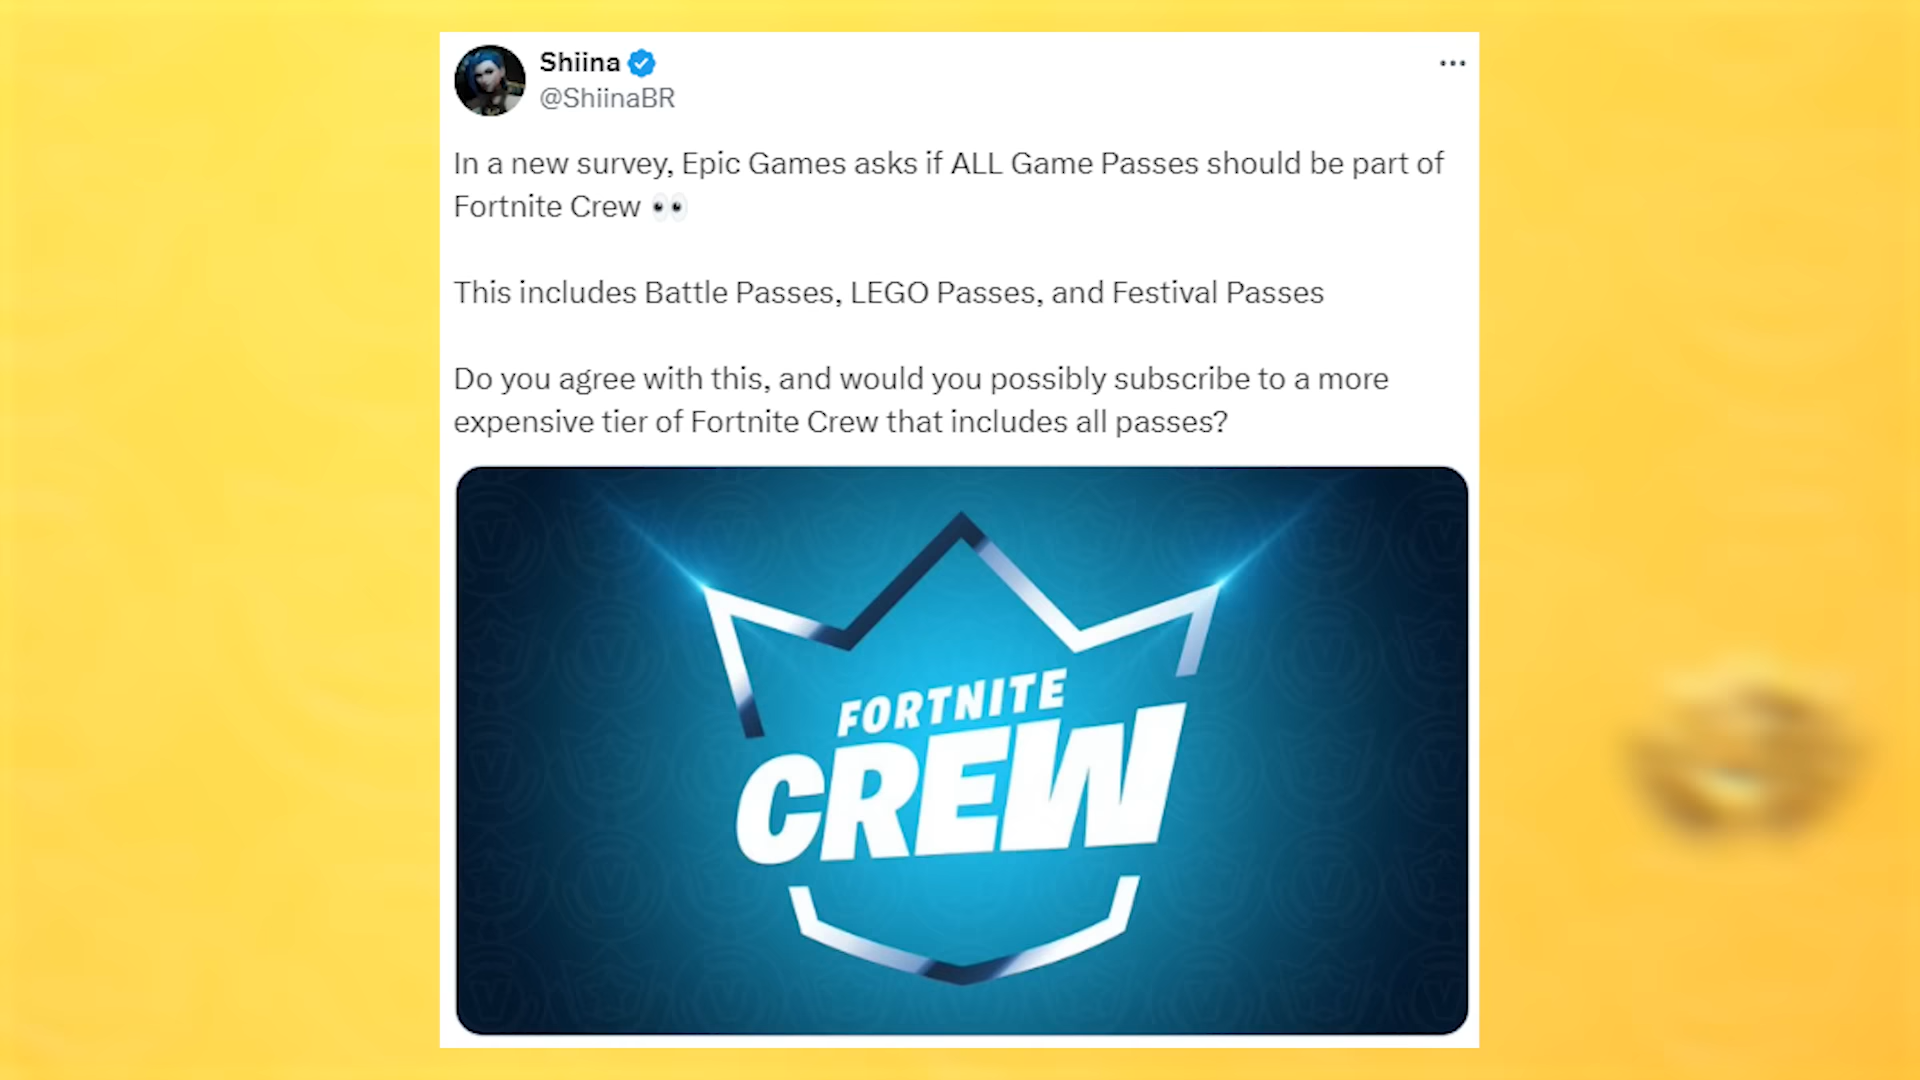 Shiina
@ShiinaBR
In a new survey, Epic Games asks if ALL Game Passes should be part of
Fortnite Crew 👀
This includes Battle Passes, LEGO Passes, and Festival Passes
Do you agree with this, and would you possibly subscribe to a more
expensive tier of Fortnite Crew that includes all passes?
FORTNITE
CREW